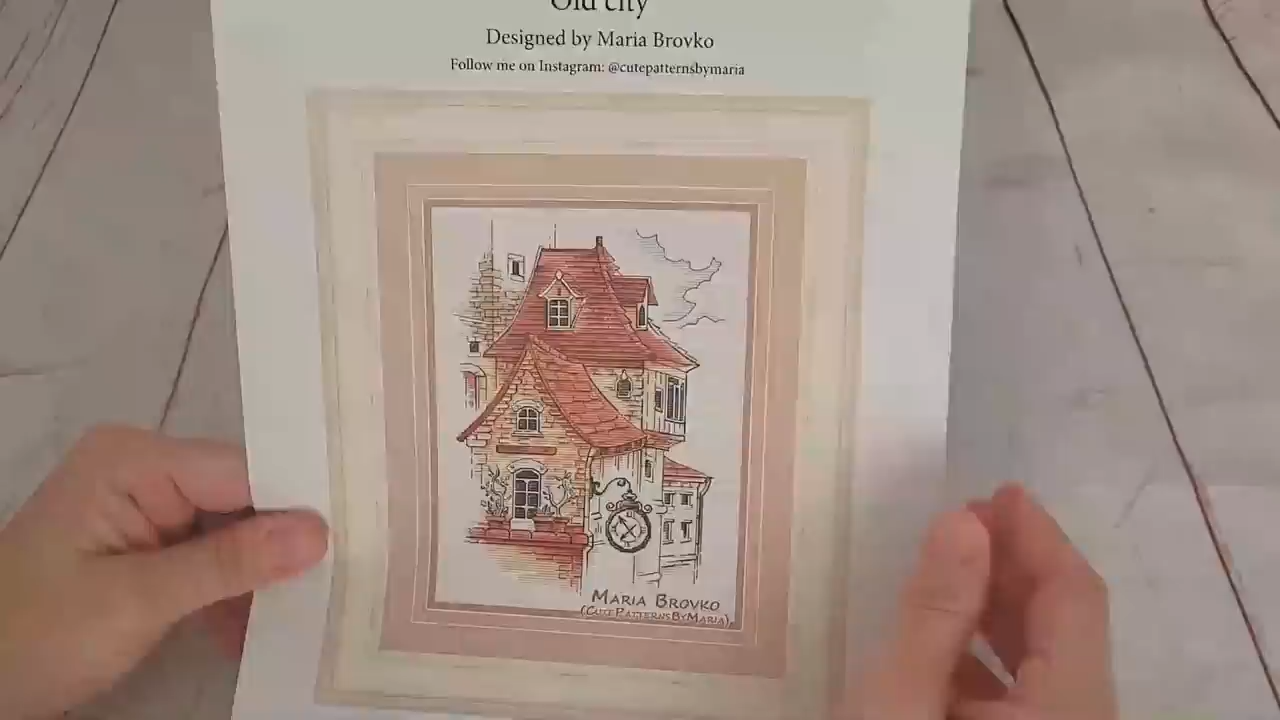 Old city
Designed by Maria Brovko
Follow me on Instagram: @cutepatternsbymaria
MARIA BROVKO
(CUTEPATTERNSBYMARIA)